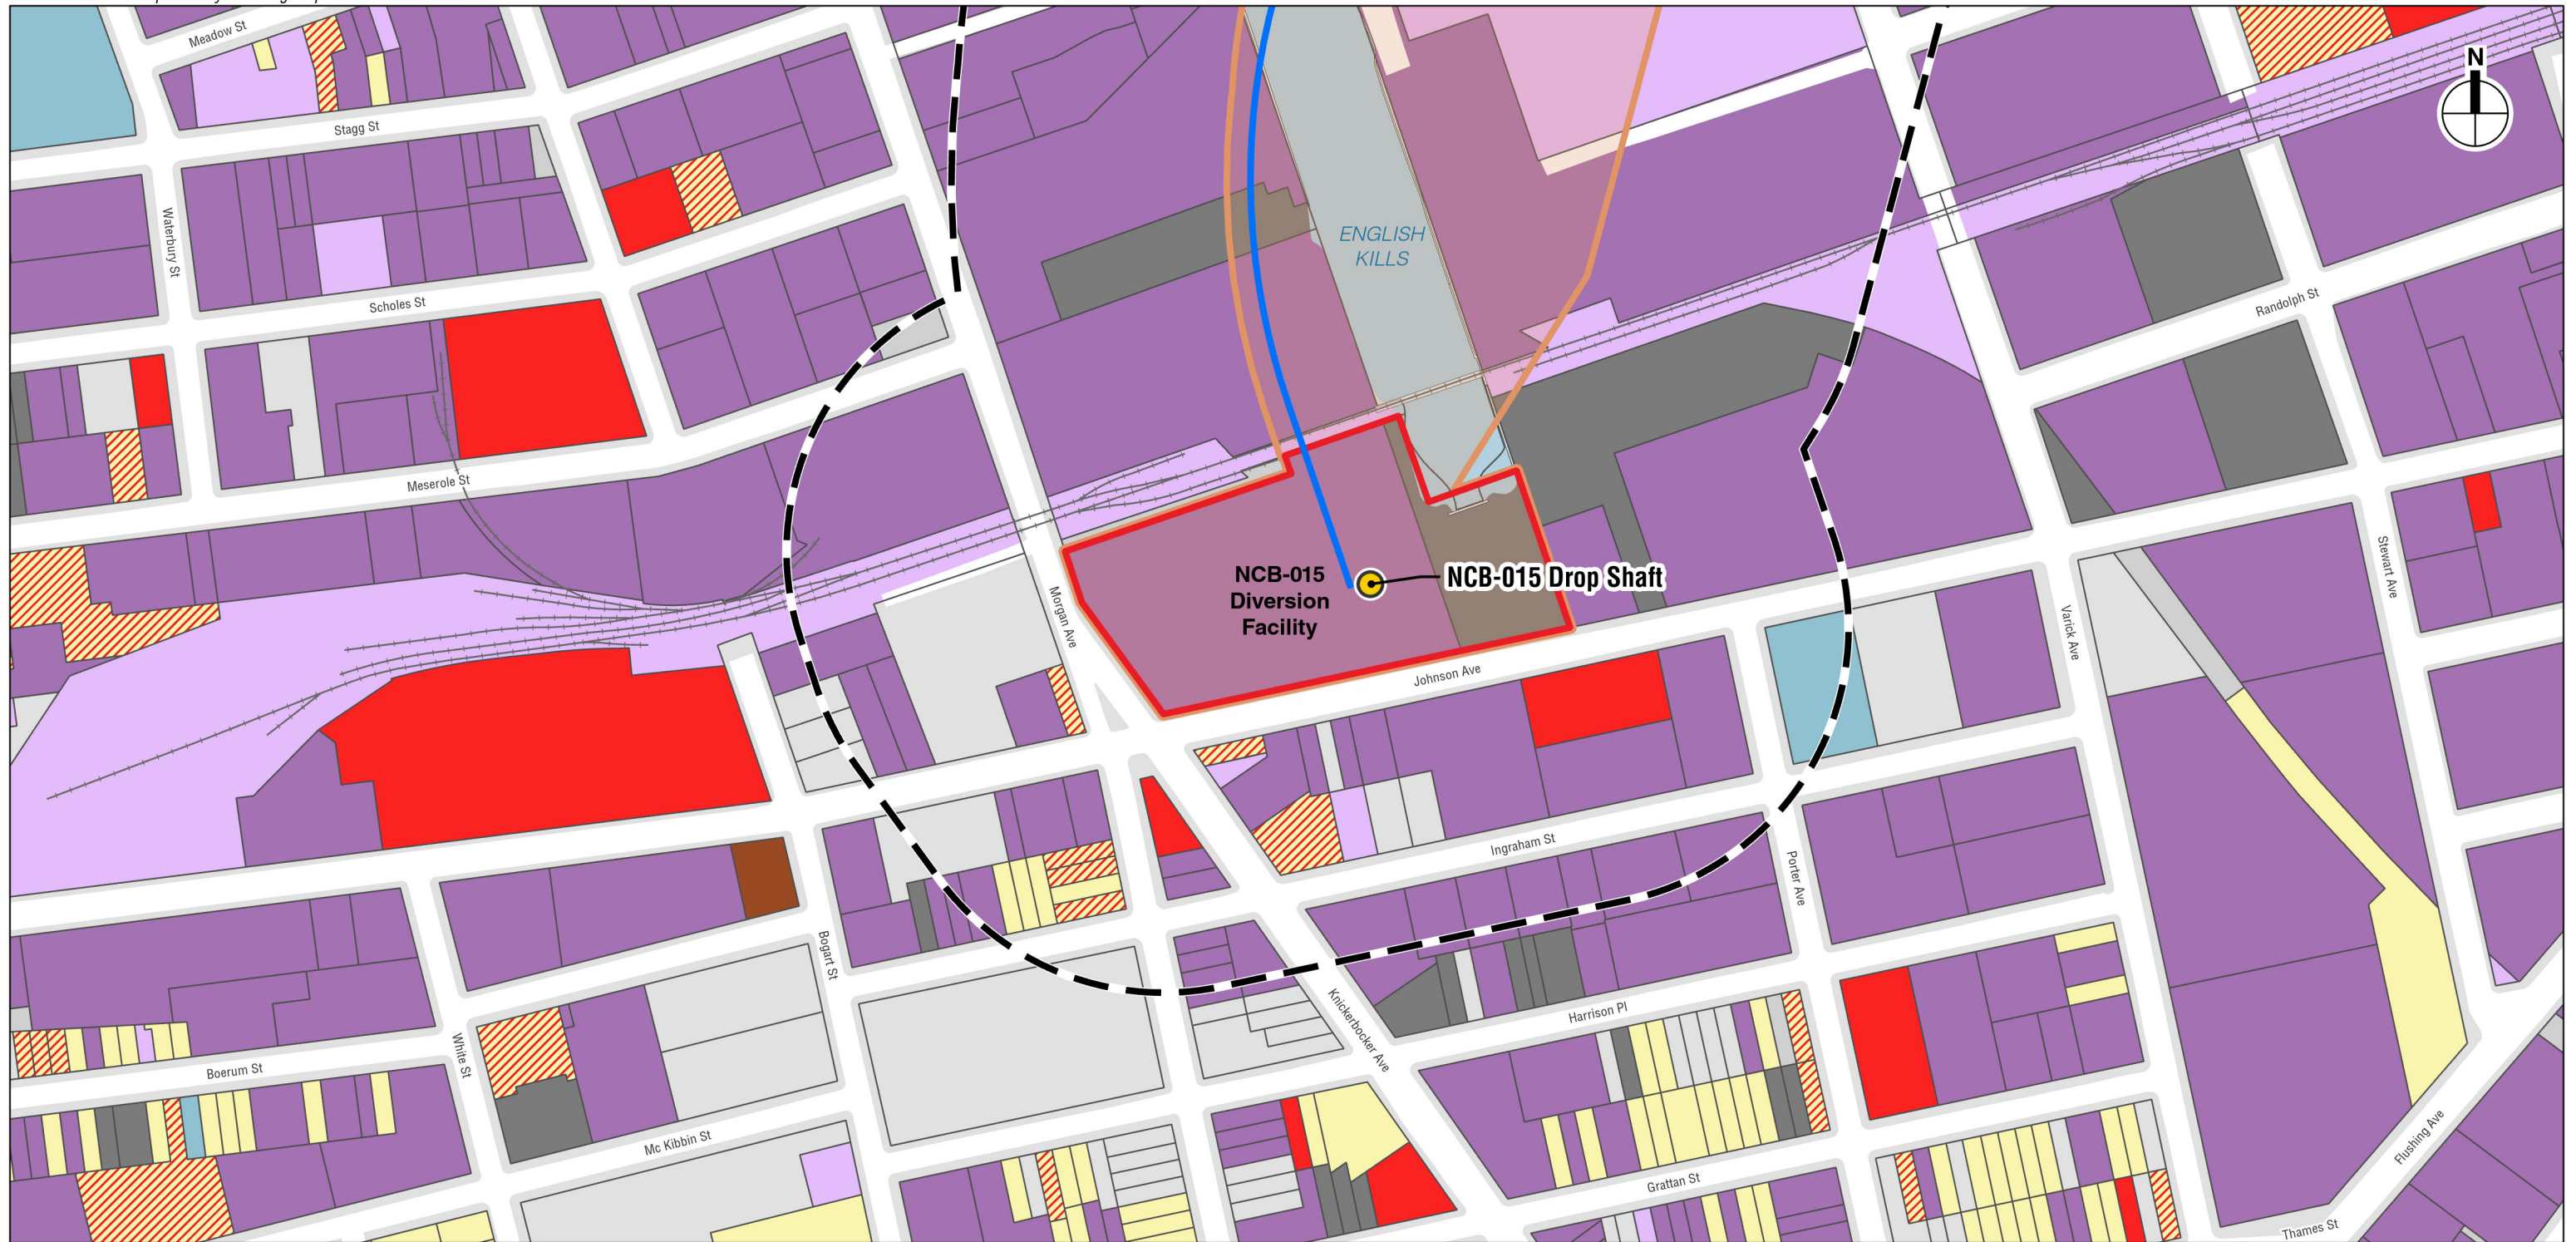 Meadow St
N
Stagg St
Waterbury St
ENGLISH
KILLS
Scholes St
Randolph St
Meserole St
NCB-015
Diversion
Facility
NCB-015 Drop Shaft
Morgan Ave
Stewart Ave
Varick Ave
Johnson Ave
Ingraham St
Porter Ave
Bogart St
Knickerbocker Ave
Harrison Pl
White St
Boerum St
Mc Kibbin St
Grattan St
Flushing Ave
Thames St